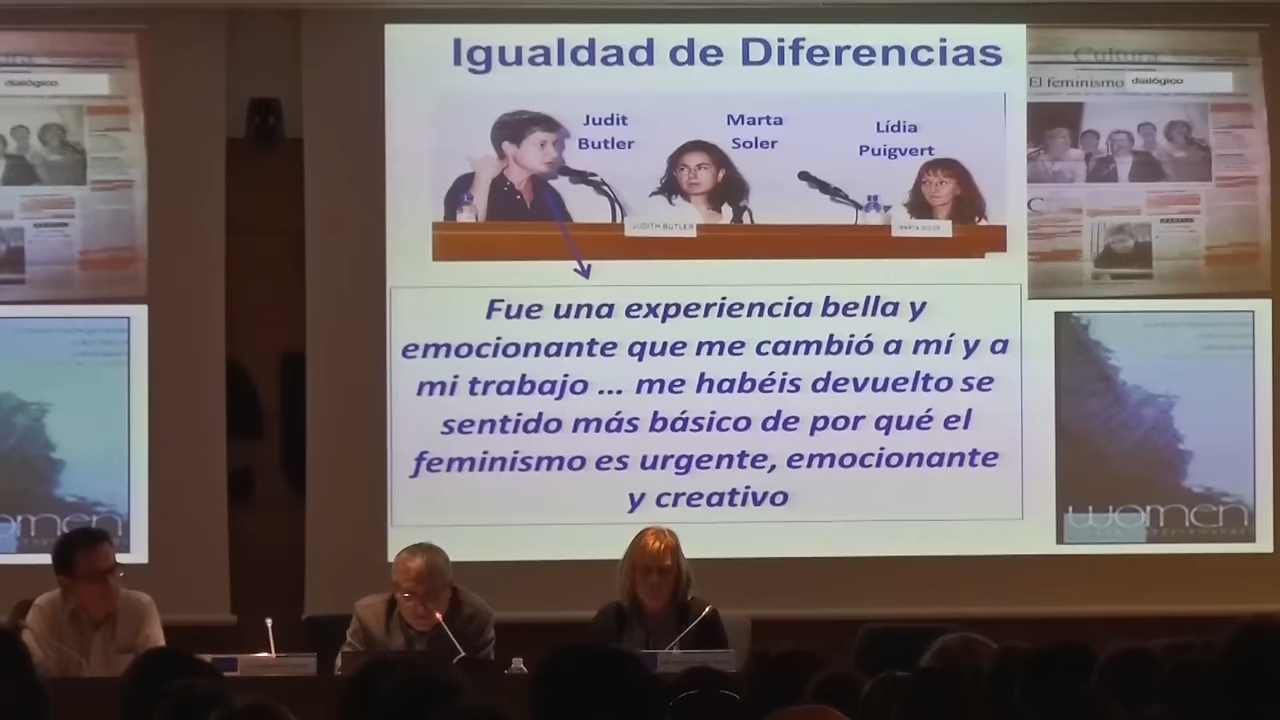 Igualdad de Diferencias
Judit
Butler
Marta
Soler
Lídia
Puigvert
JUDITH BUTLER
MARTA SOLER
Fue una experiencia bella y
emocionante que me cambió a mí y a
mi trabajo ... me habéis devuelto se
sentido más básico de por qué el
feminismo es urgente, emocionante
y creativo
dialógico
omen
Cultura
El feminismo dialógico
C
women